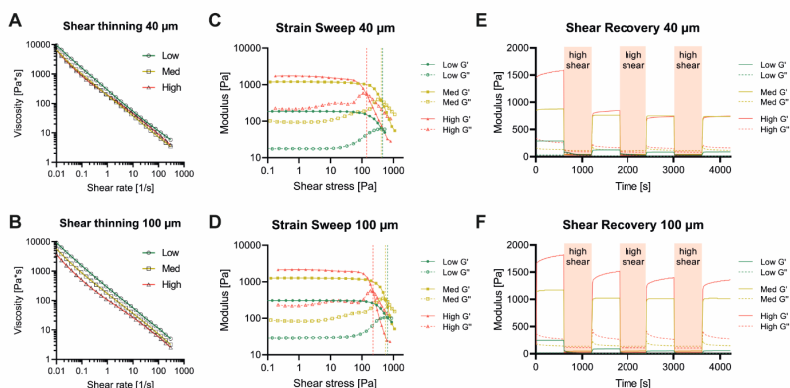 A
Shear thinning 40 µm
Viscosity [Pa*s]
10000
1000
100
10
1
0.01
0.1
1
10
100
1000
Shear rate [1/s]
Low
Med
High
B
Shear thinning 100 µm
Viscosity [Pa*s]
10000
1000
100
10
1
0.01
0.1
1
10
100
1000
Shear rate [1/s]
Low
Med
High
C
Strain Sweep 40 µm
Modulus [Pa]
10000
1000
100
10
0.1
1
10
100
1000
Shear stress [Pa]
Low G'
Low G''
Med G'
Med G''
High G'
High G''
D
Strain Sweep 100 µm
Modulus [Pa]
10000
1000
100
10
0.1
1
10
100
1000
Shear stress [Pa]
Low G'
Low G''
Med G'
Med G''
High G'
High G''
E
Shear Recovery 40 µm
Modulus [Pa]
2000
1500
1000
500
0
0
1000
2000
3000
4000
Time [s]
high
shear
high
shear
high
shear
Low G'
Low G''
Med G'
Med G''
High G'
High G''
F
Shear Recovery 100 µm
Modulus [Pa]
2000
1500
1000
500
0
0
1000
2000
3000
4000
Time [s]
high
shear
high
shear
high
shear
Low G'
Low G''
Med G'
Med G''
High G'
High G''